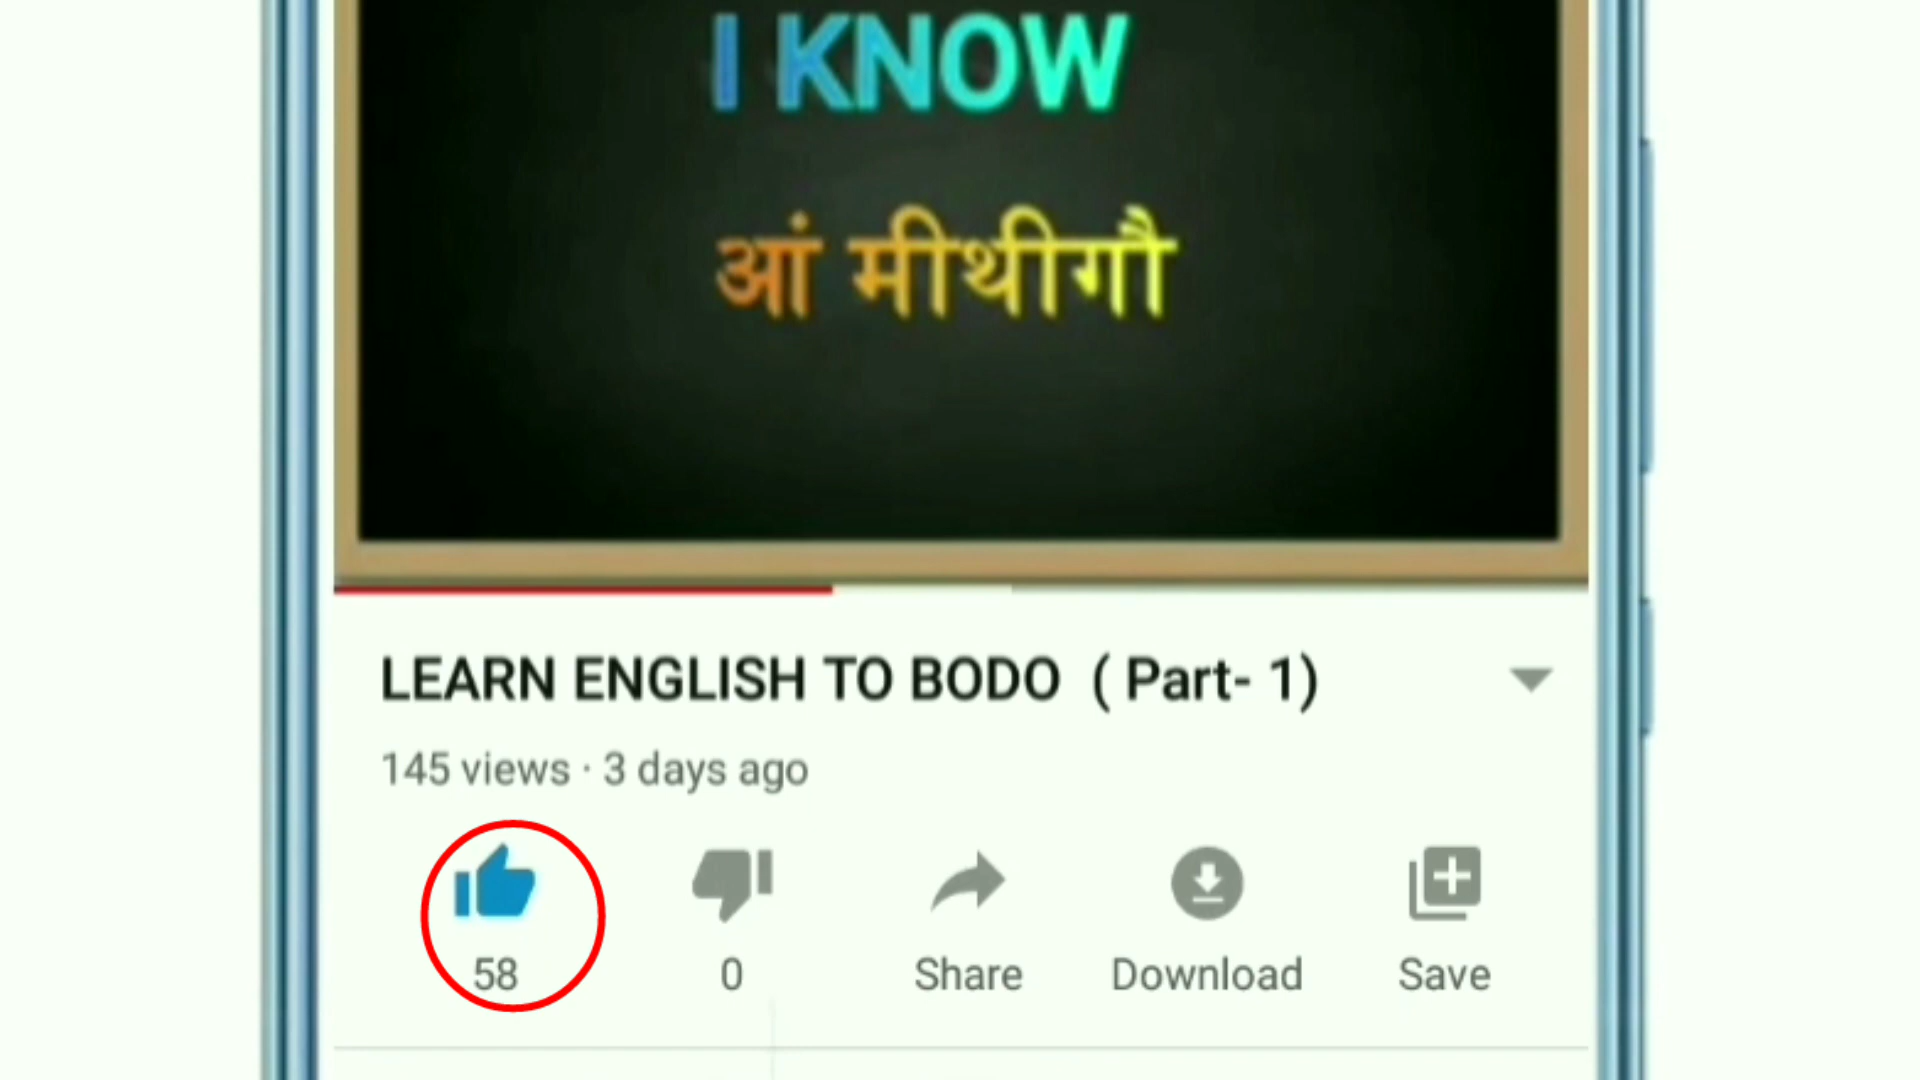 I KNOW
आं मीथीगौ
LEARN ENGLISH TO BODO ( Part- 1)
145 views · 3 days ago
58 0 Share Download Save